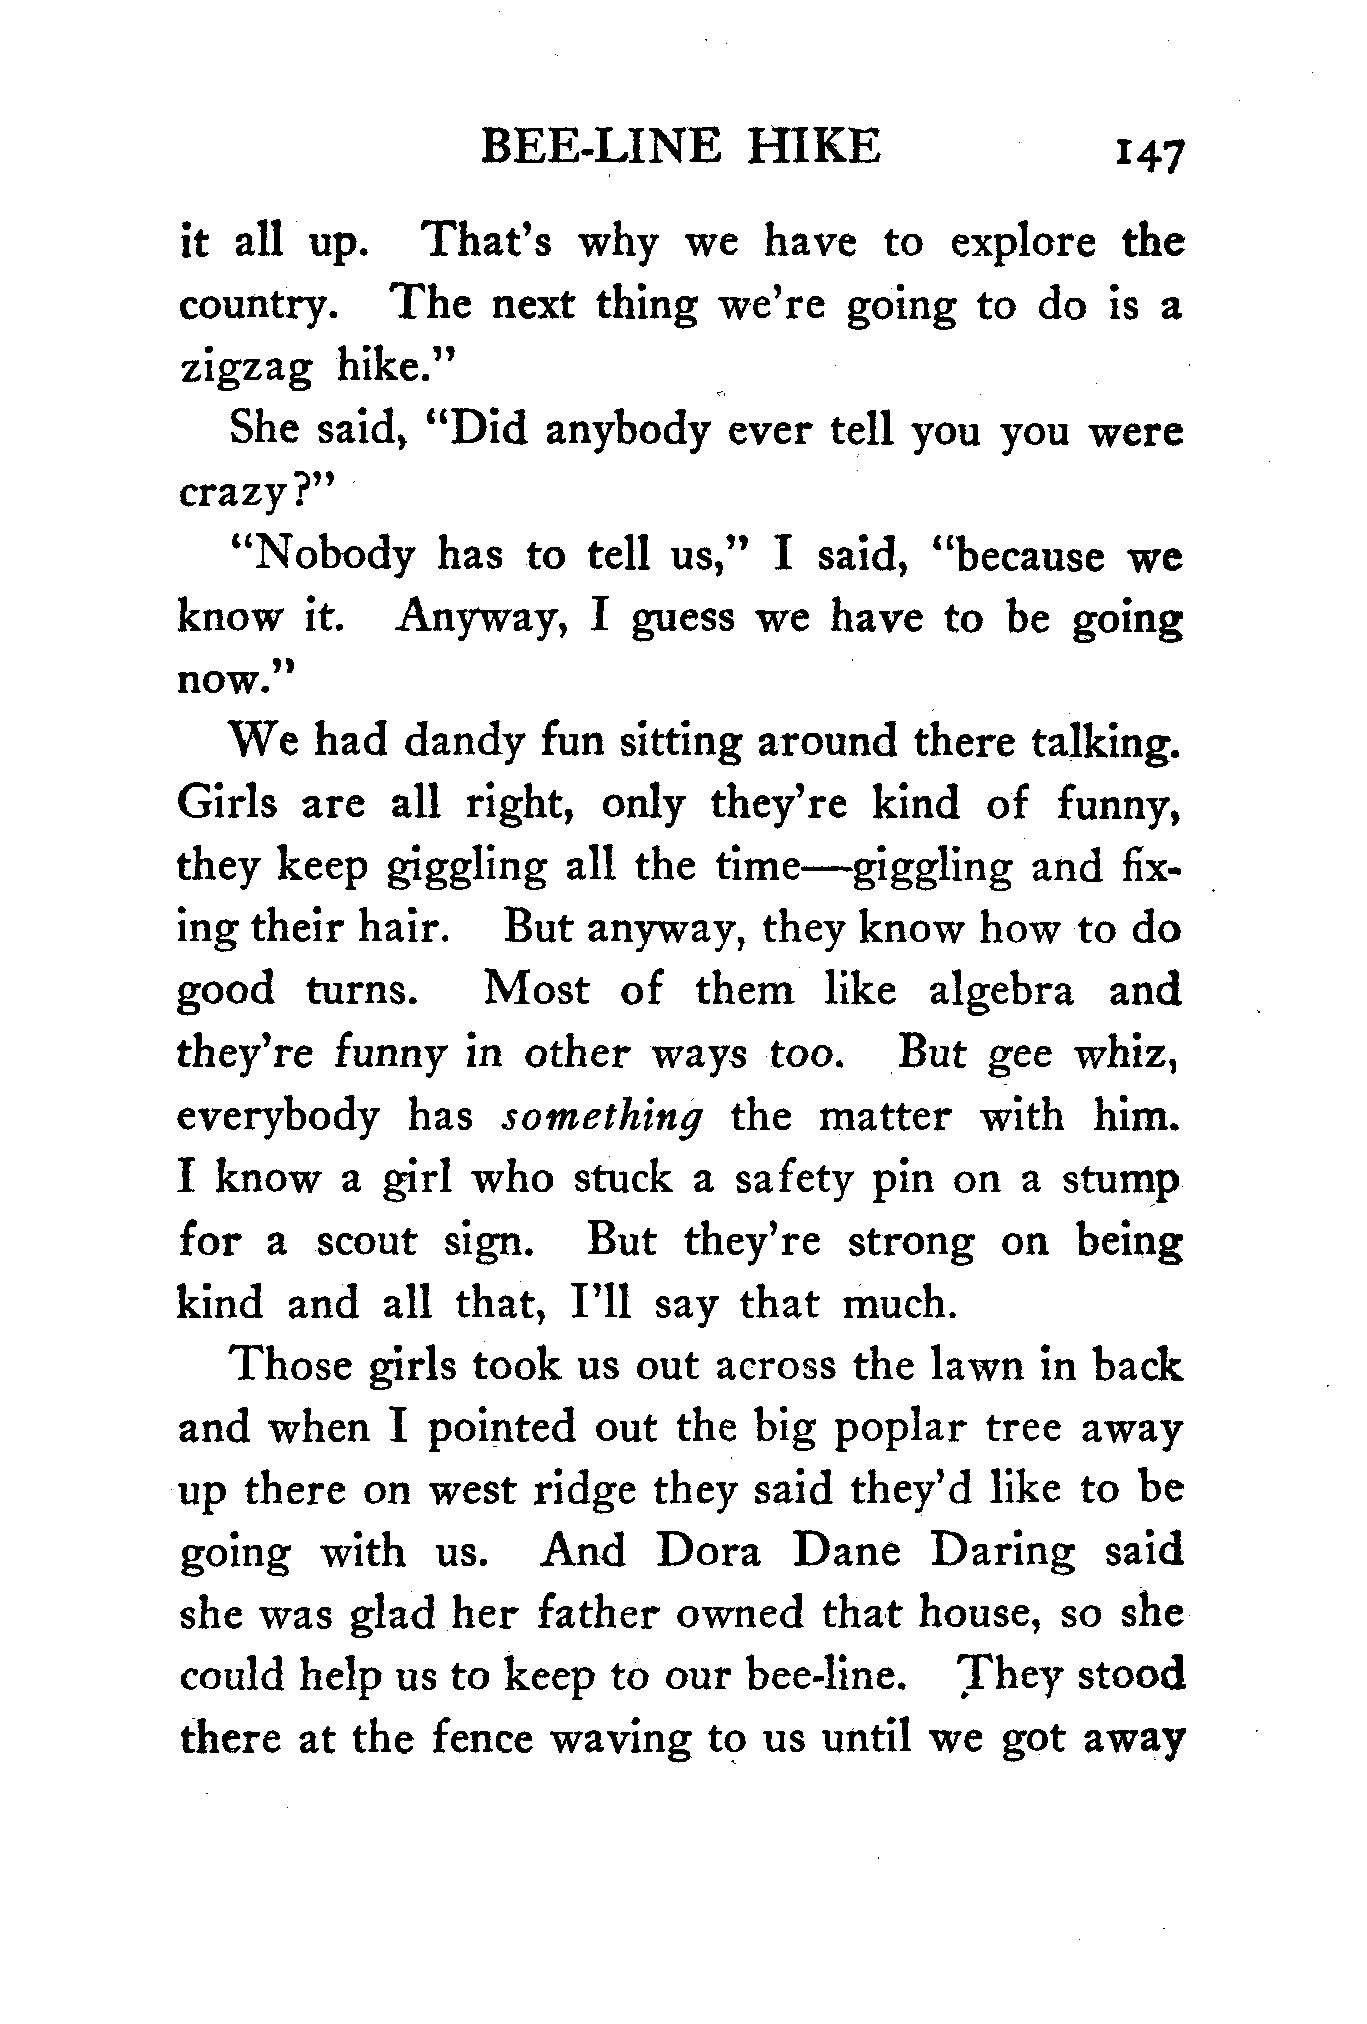 BEE-LINE HIKE 147
it all up. That's why we have to explore the
country. The next thing we're going to do is a
zigzag hike."
She said, "Did anybody ever tell you you were
crazy?"
"Nobody has to tell us," I said, "because we
know it. Anyway, I guess we have to be going
now."
We had dandy fun sitting around there talking.
Girls are all right, only they're kind of funny,
they keep giggling all the time—giggling and fix-
ing their hair. But anyway, they know how to do
good turns. Most of them like algebra and
they're funny in other ways too. But gee whiz,
everybody has something the matter with him.
I know a girl who stuck a safety pin on a stump
for a scout sign. But they're strong on being
kind and all that, I'll say that much.
Those girls took us out across the lawn in back
and when I pointed out the big poplar tree away
up there on west ridge they said they'd like to be
going with us. And Dora Dane Daring said
she was glad her father owned that house, so she
could help us to keep to our bee-line. They stood
there at the fence waving to us until we got away